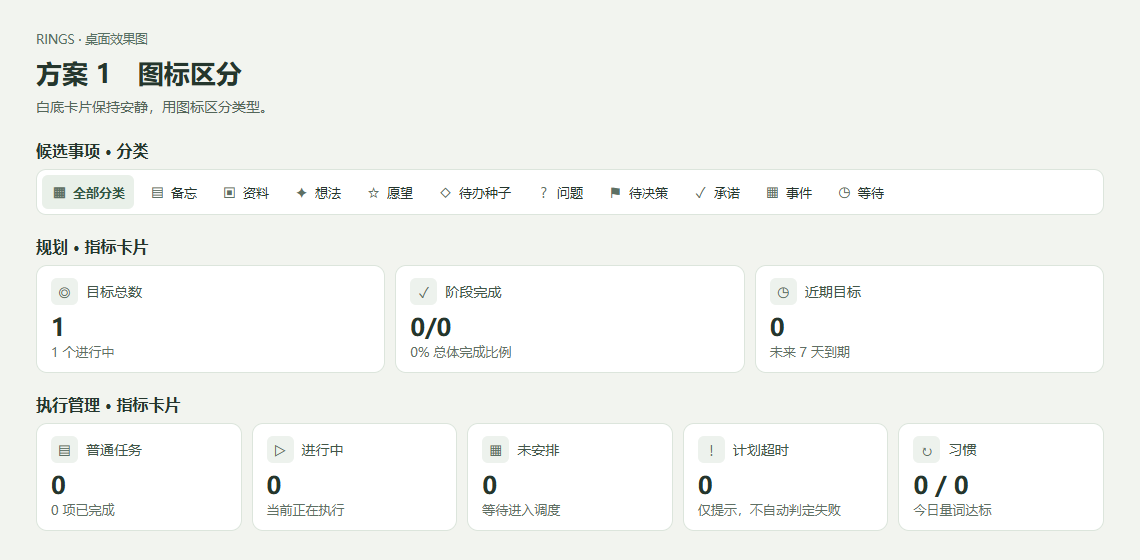 RINGS · 桌面效果图
方案 1 图标区分
白底卡片保持安静，用图标区分类型。
候选事项 • 分类
全部分类 备忘 资料 想法 愿望 待办种子 ? 问题 待决策 承诺 事件 等待
规划 • 指标卡片
目标总数 阶段完成 近期目标
1 0/0 0
1 个进行中 0% 总体完成比例 未来 7 天到期
执行管理 • 指标卡片
普通任务 进行中 未安排 ! 计划超时 习惯
0 0 0 0 0 / 0
0 项已完成 当前正在执行 等待进入调度 仅提示，不自动判定失败 今日量词达标